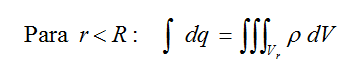 Para r < R : ∫ dq = ∭_{V_r} ρ dV